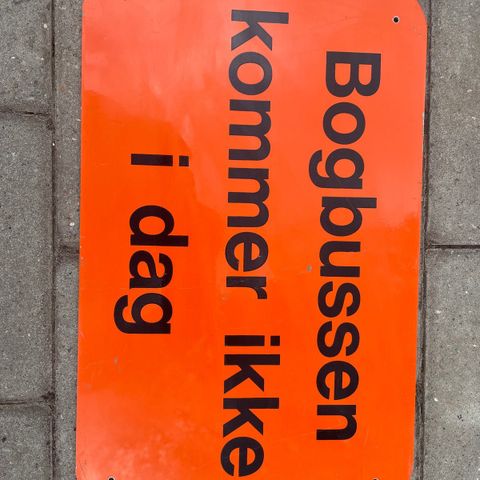 Bogbussen
kommer ikke
i dag